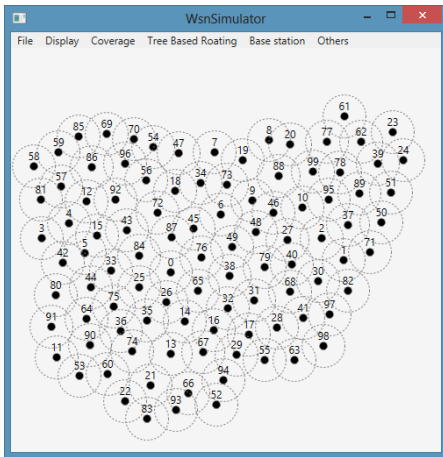 WsnSimulator
File Display Coverage Tree Based Roating Base station Others
61
85 69 70 54 8 20 77 62 23
59 47 7 19 24
58 86 96 34 73 88 99 78 39
57 56 18
81 12 92 9 10 95 89 51
4 72 6 46 37 50
3 15 43 87 45 48 27 2
5 49 71
42 84 76 1
33 0 38 79 40
44 25 65 30
80 75 26 31 68 82
64 35 14 32 41 97
91 36 16 17 28
90 74 13 67 29 98
11 55 63
53 60 21 94
22 66 52
83 93